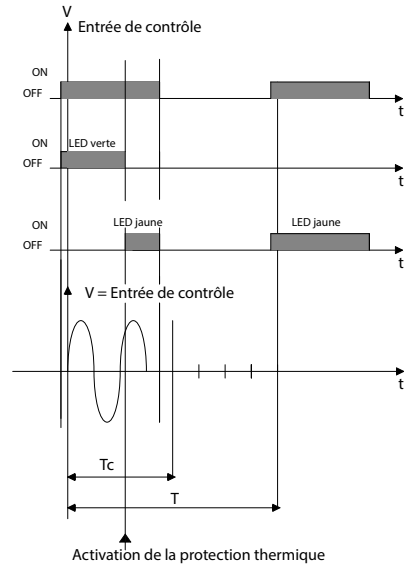 V
Entrée de contrôle
ON
OFF
t
ON
LED verte
OFF
t
LED jaune
LED jaune
ON
OFF
t
V = Entrée de contrôle
t
Tc
T
Activation de la protection thermique